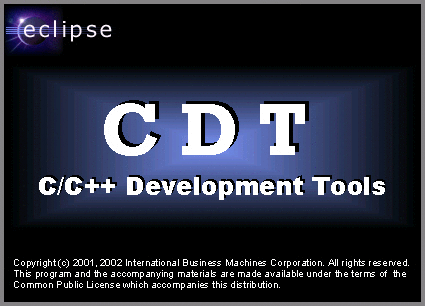 eclipse
CDT
C/C++ Development Tools
Copyright (c) 2001, 2002 International Business Machines Corporation. All rights reserved.
This program and the accompanying materials are made available under the terms of the
Common Public License which accompanies this distribution.